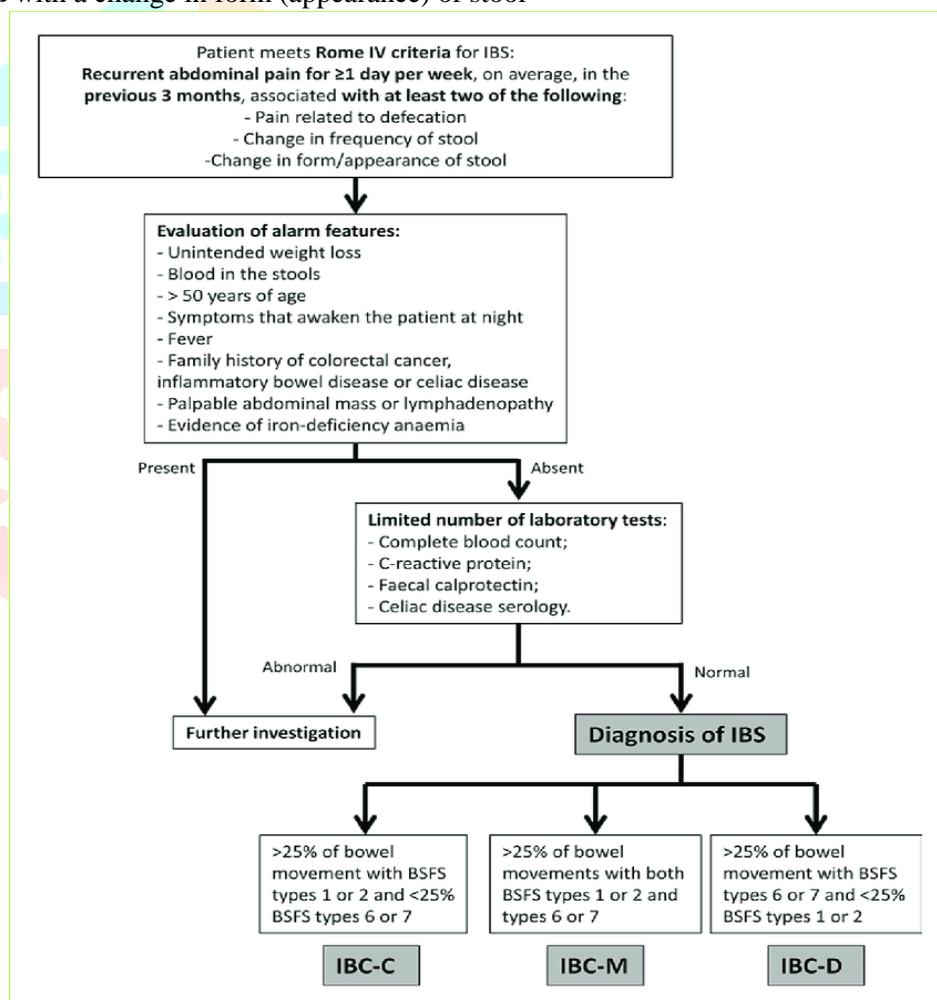 with a change in form (appearance) of stool
Patient meets Rome IV criteria for IBS:
Recurrent abdominal pain for ≥1 day per week, on average, in the
previous 3 months, associated with at least two of the following:
- Pain related to defecation
- Change in frequency of stool
-Change in form/appearance of stool
Evaluation of alarm features:
- Unintended weight loss
- Blood in the stools
- > 50 years of age
- Symptoms that awaken the patient at night
- Fever
- Family history of colorectal cancer,
inflammatory bowel disease or celiac disease
- Palpable abdominal mass or lymphadenopathy
- Evidence of iron-deficiency anaemia
Present
Absent
Limited number of laboratory tests:
- Complete blood count;
- C-reactive protein;
- Faecal calprotectin;
- Celiac disease serology.
Abnormal
Normal
Further investigation
Diagnosis of IBS
>25% of bowel
movement with BSFS
types 1 or 2 and <25%
BSFS types 6 or 7
>25% of bowel
movements with both
BSFS types 1 or 2 and
types 6 or 7
>25% of bowel
movement with BSFS
types 6 or 7 and <25%
BSFS types 1 or 2
IBC-C
IBC-M
IBC-D